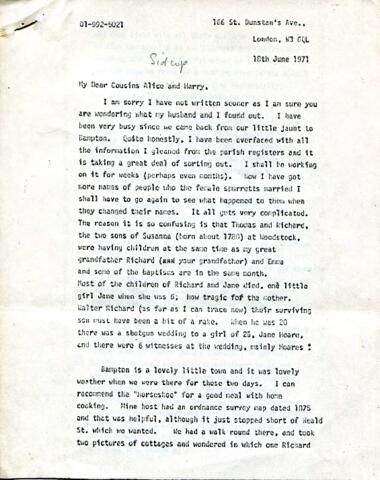 01-992-5021
186 St. Dunstan's Ave.,
London, W3 6QL
Sidcup
18th June 1971
My Dear Cousins Alice and Harry,
I am sorry I have not written sooner as I am sure you
are wondering what my husband and I found out. I have
been very busy since we came back from our little jaunt to
Bampton. Quite honestly, I have been overfaced with all
the information I gleaned from the parish registers and it
is taking a great deal of sorting out. I shall be working
on it for weeks (perhaps even months). Now I have got
more names of people who the female spurretts married I
shall have to go again to see what happened to them when
they changed their names. It all gets very complicated.
The reason it is so confusing is that Thomas and Richard,
the two sons of Susanna (born about 1780) at Woodstock,
were having children at the same time as my great
grandfather Richard (xxx your grandfather) and Emma
and some of the baptisms are in the same month.
Most of the children of Richard and Jane died, one little
girl Jane when she was 6; how tragic for the mother.
Walter Richard (as far as I can trace now) their surviving
son must have been a bit of a rake. When he was 20
there was a shotgun wedding to a girl of 25, Jane Hoare,
and there were 6 witnesses at the wedding, mainly Hoares !
Bampton is a lovely little town and it was lovely
weather when we were there for those two days. I can
recommend the "Horseshoe" for a good meal with home
cooking. Mine host had an ordnance survey map dated 1875
and that was helpful, although it just stopped short of Weald
St. which we wanted. We had a walk round there, and took
two pictures of cottages and wondered in which one Richard